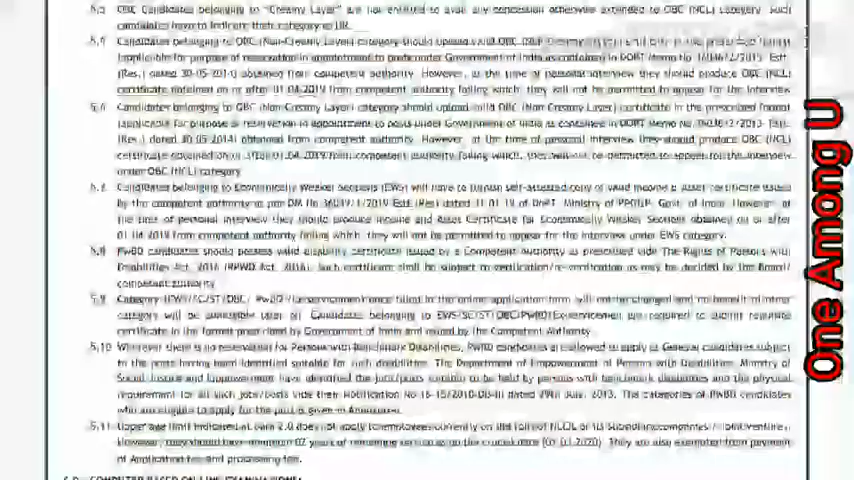 5.5 OBC Candidates belonging to "Creamy Layer" are not entitled to avail any concession otherwise extended to OBC (NCL) category. Such
candidates have to indicate their category as UR.
Candidates belonging to OBC (Non-Creamy Layer) category should upload valid OBC
applicable for purpose of reservation in appointment to posts under Government of India as contained in DOPT Memo No.
(Res.) dated 30-05-2014) obtained from competent authority. However, at the time of personal interview they should produce OBC (NCL)
certificate obtained on or after 01.04.2019 from competent authority failing which, they will not be permitted to appear for the interview
5.6 Candidates belonging to OBC (Non Creamy Layer) category should upload valid OBC (Non Creamy Layer) certificate in the prescribed format
(applicable for purpose of reservation in appointment to posts under Government of India as contained in DOPT Memo No.
(Res.) dated 30.05.2014) obtained from competent authority. However, at the time of personal interview they should produce OBC (NCL)
certificate obtained on or after 01.04.2019 from competent authority failing which, they will not be permitted to appear for the interview
under OBC (NCL) category.
5.7 Candidates belonging to Economically Weaker Sections (EWS) will have to furnish self-assessed copy of valid Income & Asset certificate issued
by the competent authority as per OM No 36039/1/2019 Estt (Res) dated 31.01.19 of DoPT, Ministry of PPG&P, Govt. of India. However, at
the time of personal interview they should produce Income and Asset Certificate for Economically Weaker Sections obtained on or after
01.04.2019 from competent authority failing which, they will not be permitted to appear for the interview under EWS category.
5.8 PwBD candidates should possess valid disability certificate issued by a Competent Authority as prescribed vide The Rights of Persons with
Disabilities Act, 2016 (RPWD Act, 2016). Such certificate shall be subject to verification/re-verification as may be decided by the Board/
competent authority.
5.9 Category (EWS/SC/ST/OBC/ PwBD / once filled in the online application form will not be changed and no benefit of other
category will be admissible later on. Candidates belonging to EWS/SC/ST/OBC/PwBD/Ex-servicemen are required to submit requisite
certificate in the format prescribed by Government of India and issued by the Competent Authority.
5.10 Wherever there is no reservation for Persons with Benchmark Disabilities, PwBD candidates are allowed to apply as General candidates subject
to the posts having been identified suitable for such disabilities. The Department of Empowerment of Persons with Disabilities, Ministry of
Social Justice and Empowerment have identified the jobs/posts suitable to be held by persons with benchmark disabilities and the physical
requirement for all such jobs/posts vide their Notification No 16-15/2010-DD-III dated 29th July, 2013. The categories of PwBD candidates
who are eligible to apply for the post is given in Annexure.
5.11 Upper age limit indicated at para 2.0 does not apply to employees currently on the roll of its Subsidiary companies / Joint Venture.
However, they should have minimum 02 years of remaining service as on the crucial date They are also exempted from payment
of Application fee and processing fee.
COMPUTER BASED ON-LINE EXAMINATION:
One Among U